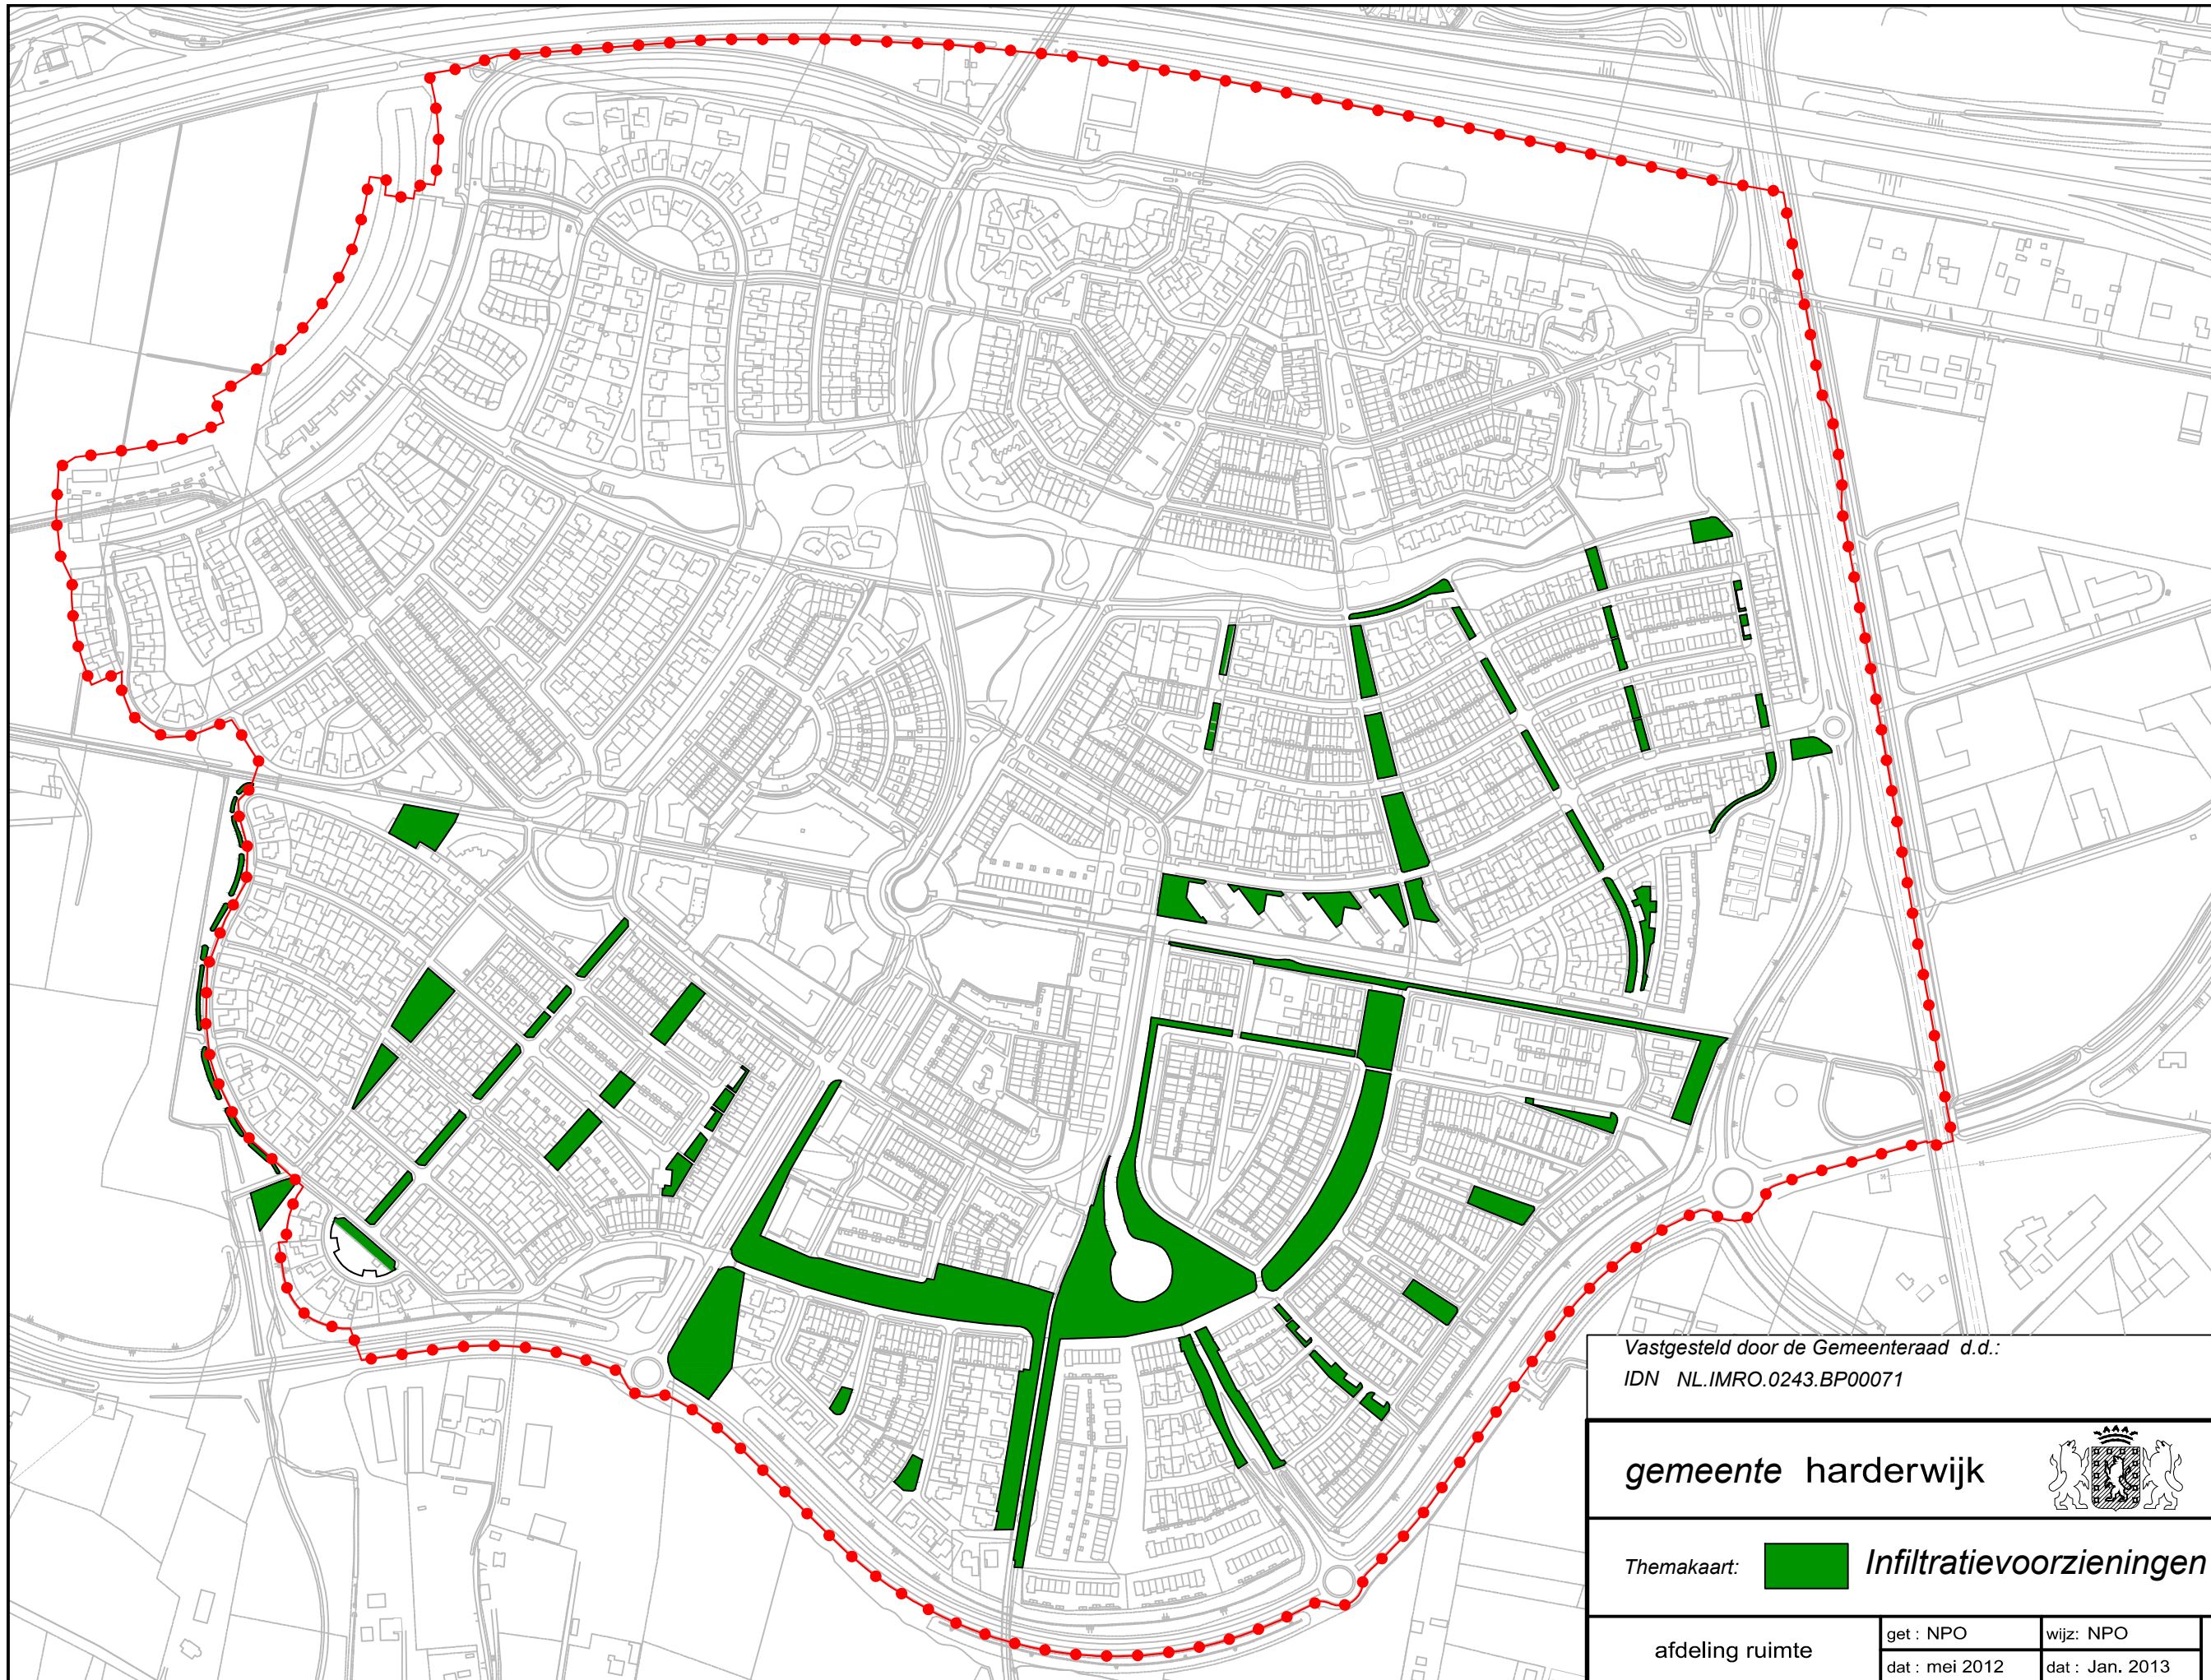 Vastgesteld door de Gemeenteraad d.d.:
IDN NL.IMRO.0243.BP00071
gemeente harderwijk
Themakaart: Infiltratievoorzieningen
afdeling ruimte
get : NPO
wijz: NPO
dat : mei 2012
dat : Jan. 2013